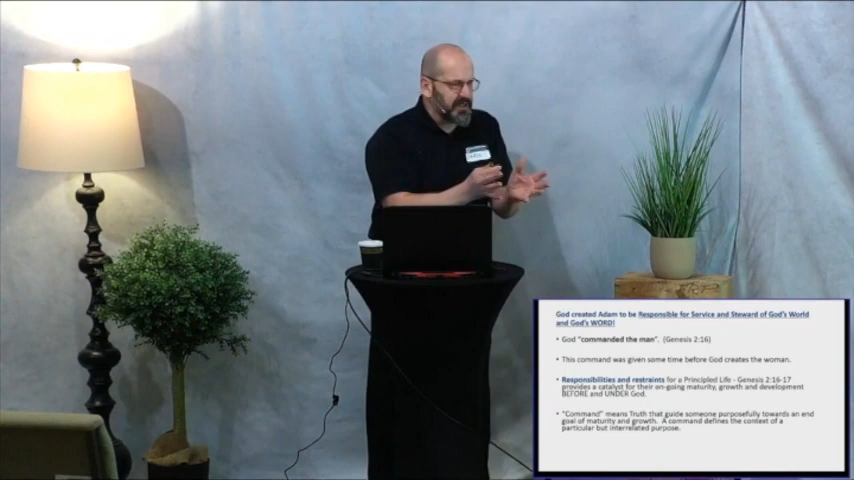 God created Adam to be Responsible for Service and Steward of God's World
and God's WORD!
• God "commanded the man". (Genesis 2:16)
• This command was given some time before God creates the woman.
• Responsibilities and restraints for a Principled Life - Genesis 2:16-17
provides a catalyst for their on-going maturity, growth and development
BEFORE and UNDER God.
• "Command" means Truth that guide someone purposefully towards an end
goal of maturity and growth. A command defines the context of a
particular but interrelated purpose.